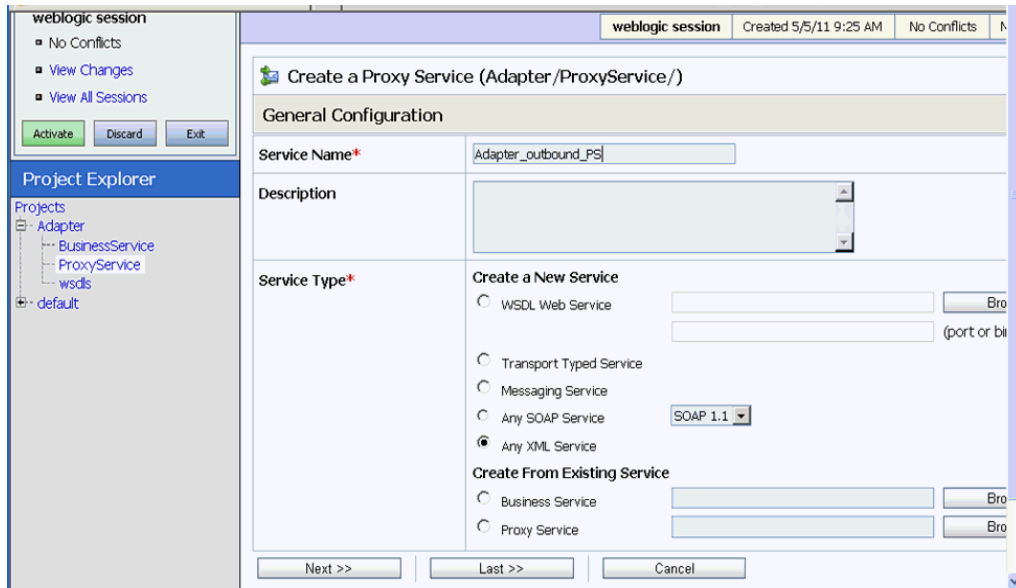 weblogic session
No Conflicts
View Changes
View All Sessions
Activate Discard Exit
Project Explorer
Projects
Adapter
BusinessService
ProxyService
wsdls
default
weblogic session Created 5/5/11 9:25 AM No Conflicts
Create a Proxy Service (Adapter/ProxyService/)
General Configuration
Service Name* Adapter_outbound_PS
Description
Service Type* Create a New Service
WSDL Web Service Bro
(port or bi
Transport Typed Service
Messaging Service
Any SOAP Service SOAP 1.1
Any XML Service
Create From Existing Service
Business Service Bro
Proxy Service Bro
Next >> Last >> Cancel